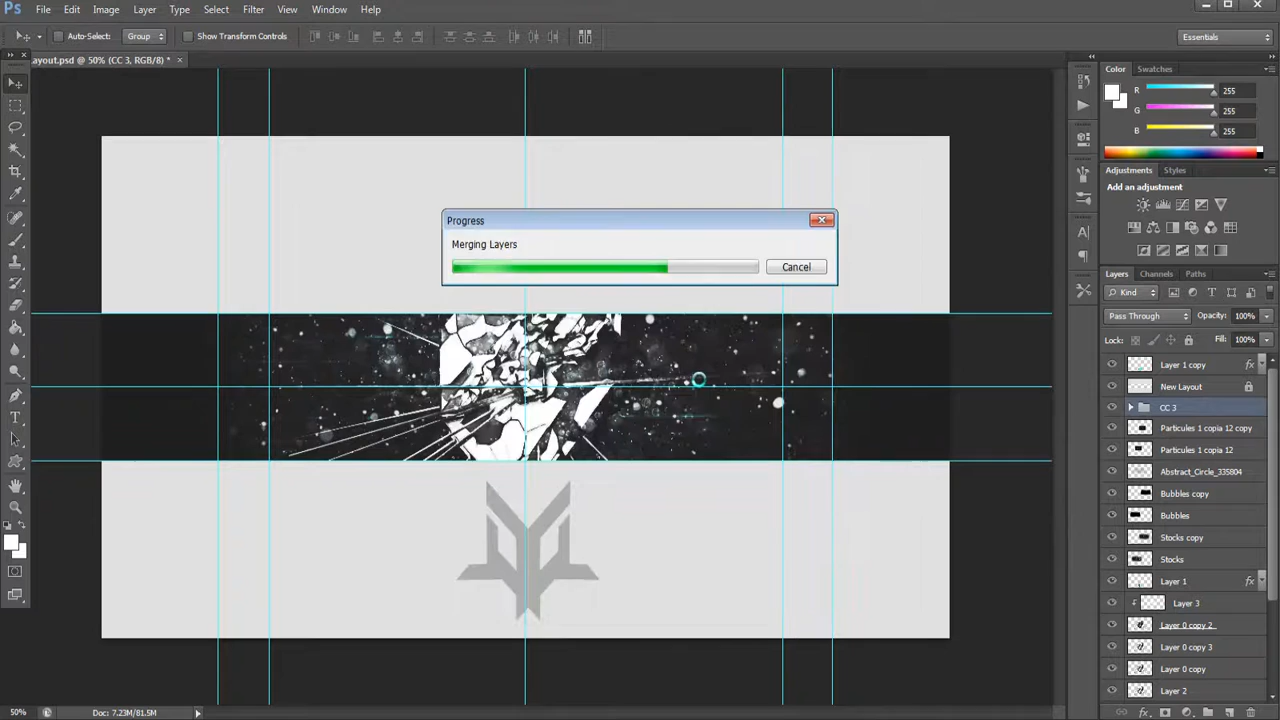 Ps File Edit Image Layer Type Select Filter View Window Help
Auto-Select: Group Show Transform Controls Essentials
ayout.psd @ 50% (CC 3, RGB/8) * ×
Color Swatches
R 255
G 255
B 255
Adjustments Styles
Add an adjustment
Progress
Merging Layers
Cancel
Layers Channels Paths
Kind
Pass Through Opacity: 100%
Lock: Fill: 100%
Layer 1 copy fx
New Layout
CC 3
Particules 1 copia 12 copy
Particules 1 copia 12
Abstract_Circle_335804
Bubbles copy
Bubbles
Stocks copy
Stocks
Layer 1 fx
Layer 3
Layer 0 copy 2
Layer 0 copy 3
Layer 0 copy
Layer 2
50% Doc: 7.23M/81.5M